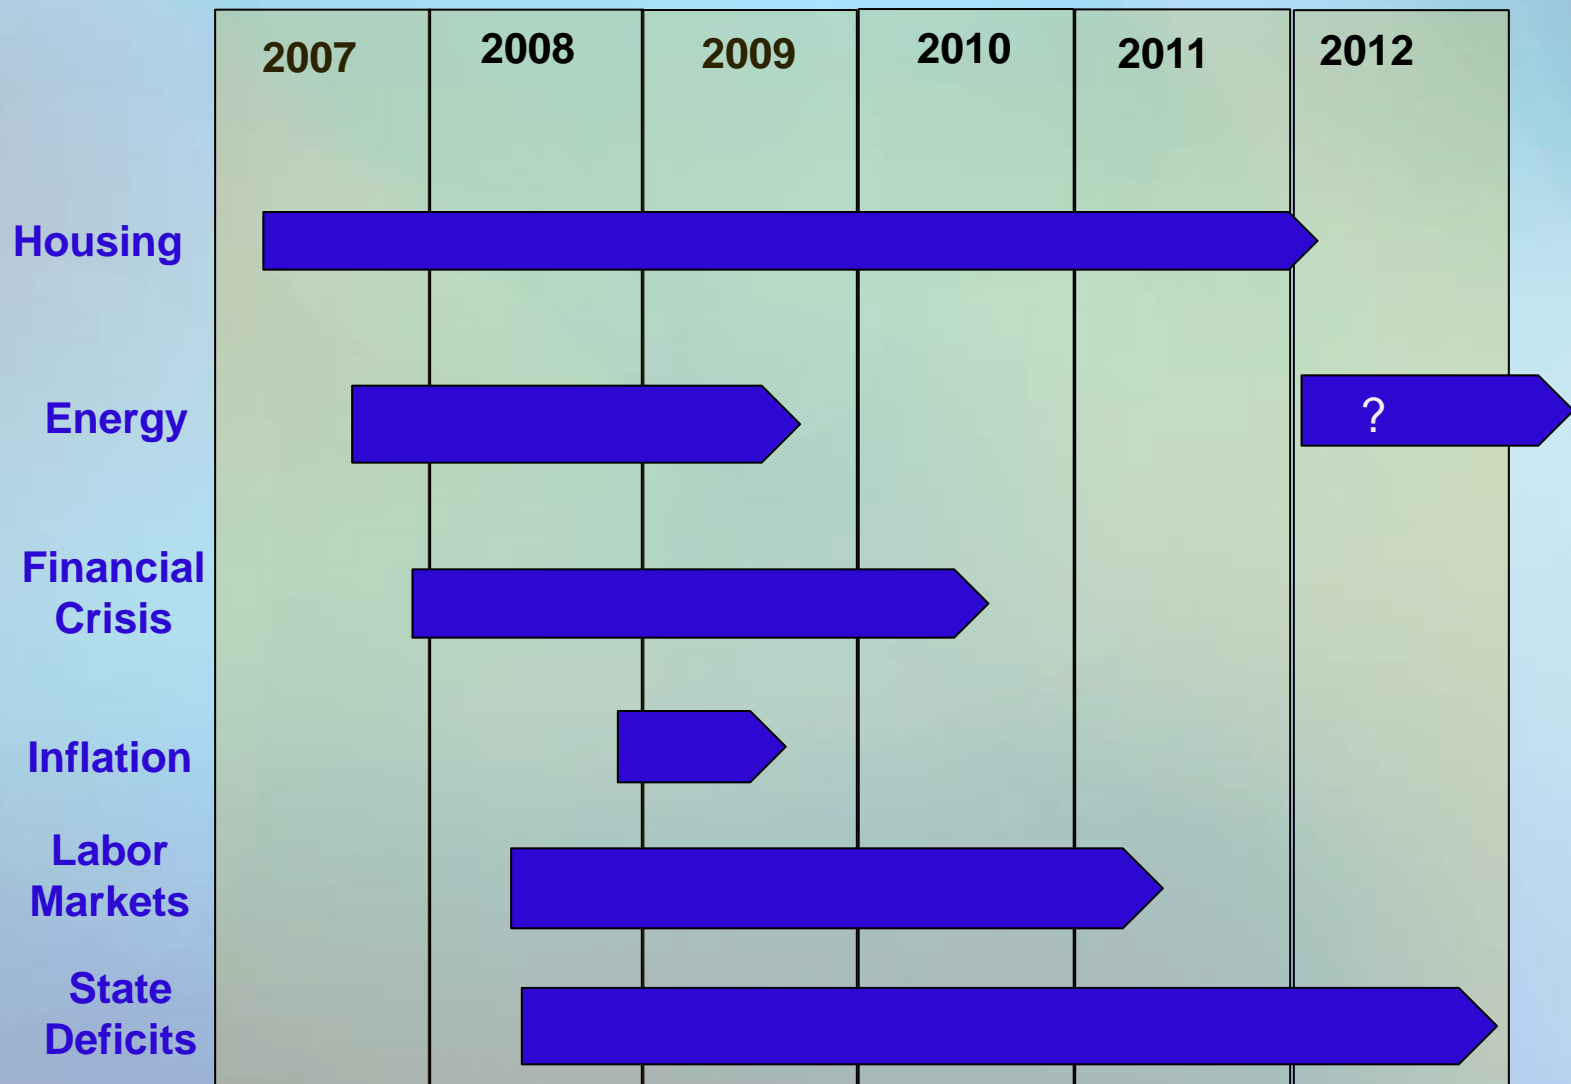 2007 2008 2009 2010 2011 2012
Housing
Energy
?
Financial
Crisis
Inflation
Labor
Markets
State
Deficits